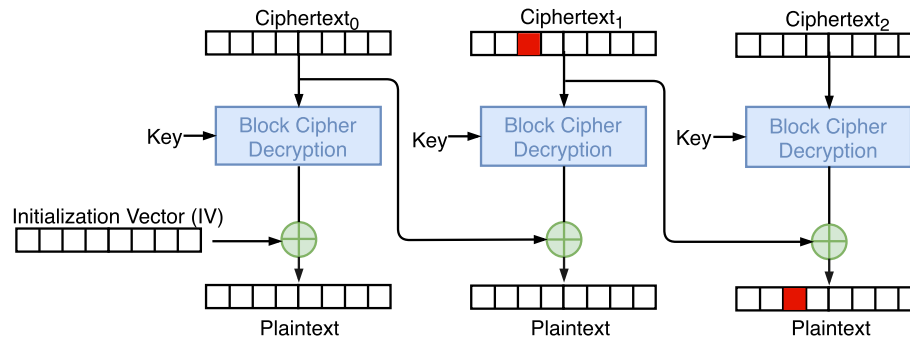 Ciphertext0
Ciphertext1
Ciphertext2
Key
Block Cipher
Decryption
Key
Block Cipher
Decryption
Key
Block Cipher
Decryption
Initialization Vector (IV)
Plaintext
Plaintext
Plaintext